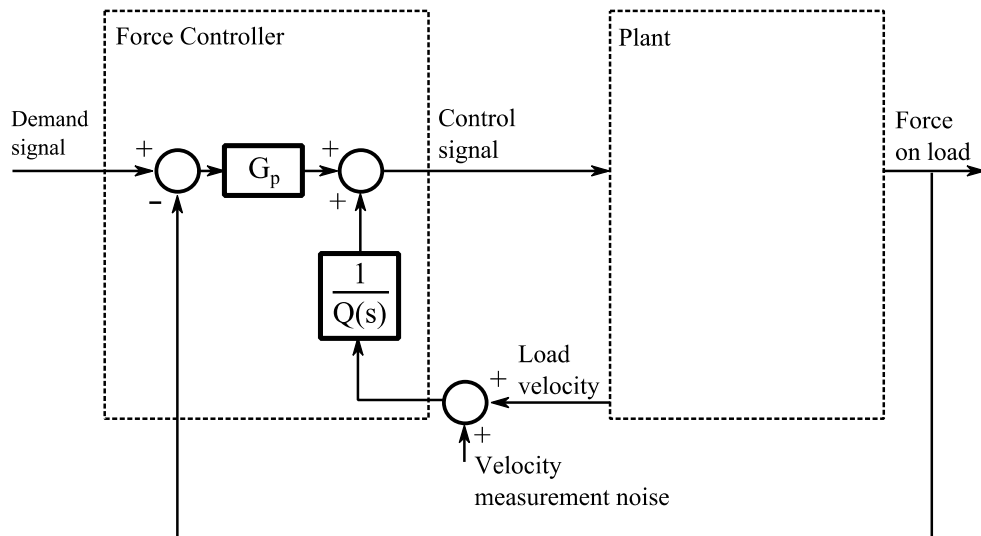 Force Controller
Plant
Demand
signal
+
-
G_p
+
+
Control
signal
Force
on load
1
Q(s)
Load
velocity
+
+
Velocity
measurement noise